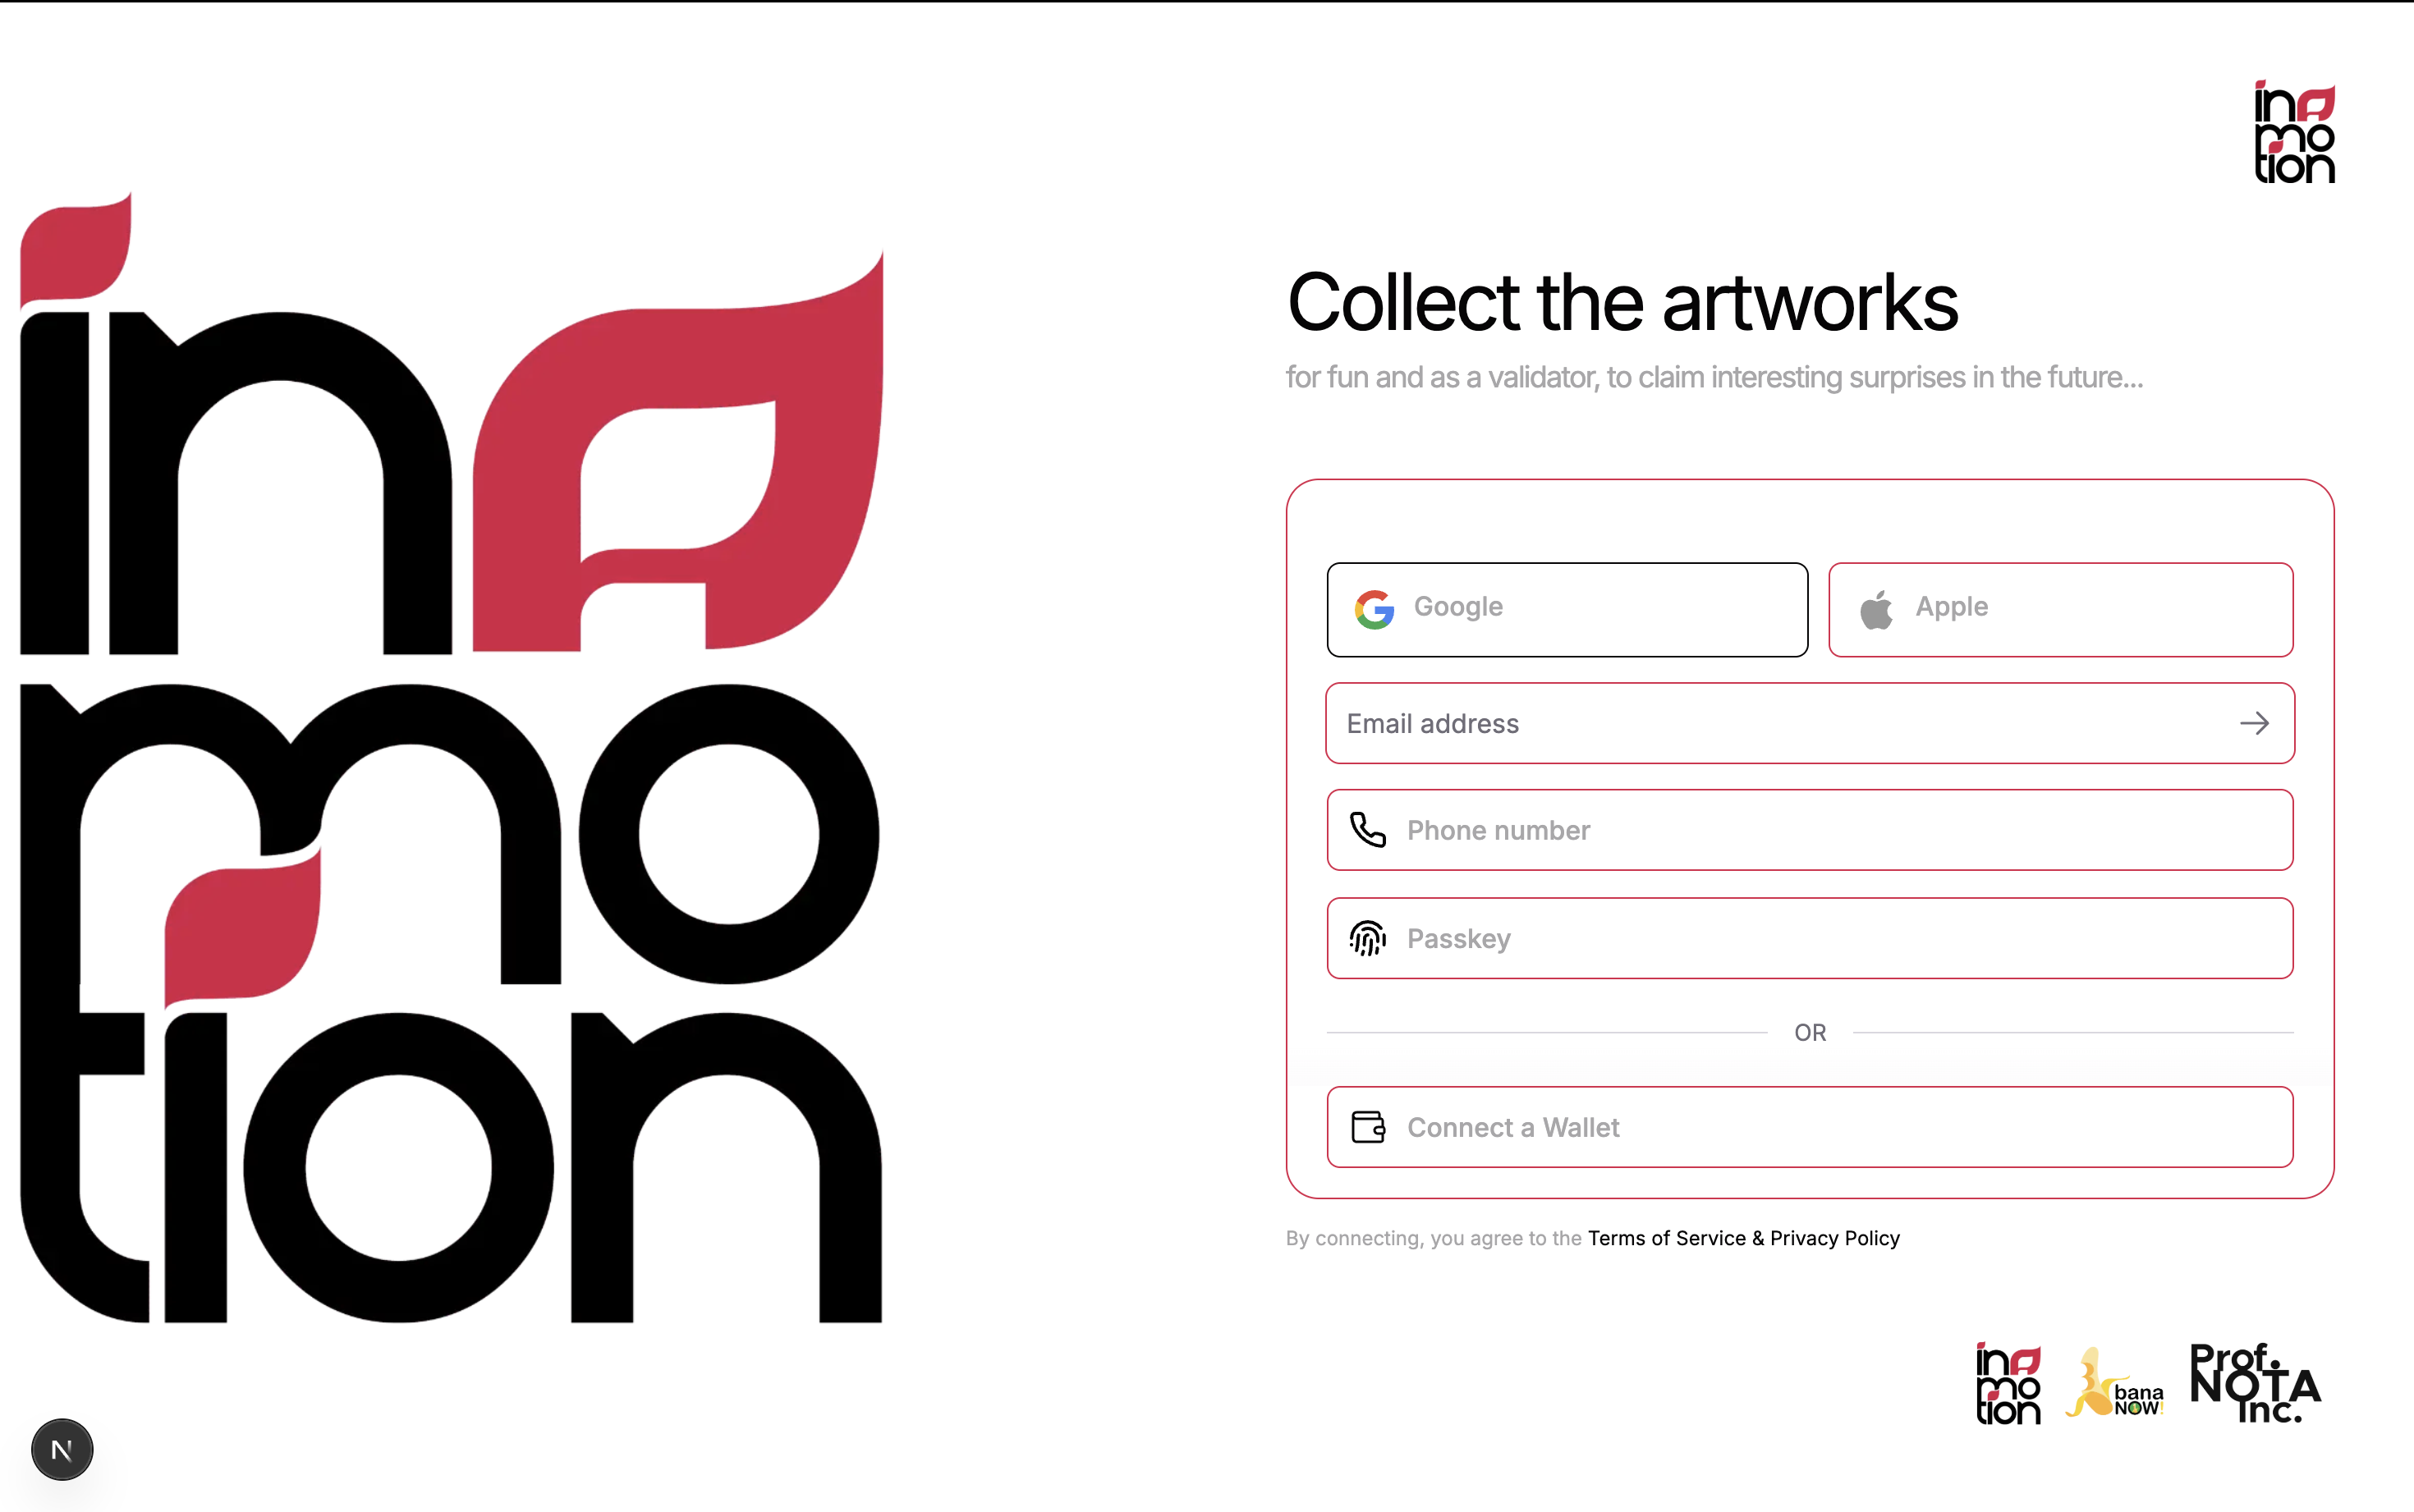 in
mo
tion
in
mo
tion
Collect the artworks
for fun and as a validator, to claim interesting surprises in the future...
Google
Apple
Email address
Phone number
Passkey
OR
Connect a Wallet
By connecting, you agree to the Terms of Service & Privacy Policy
in
mo
tion
bana
NOW!
Prof.
NOTA
Inc.
N